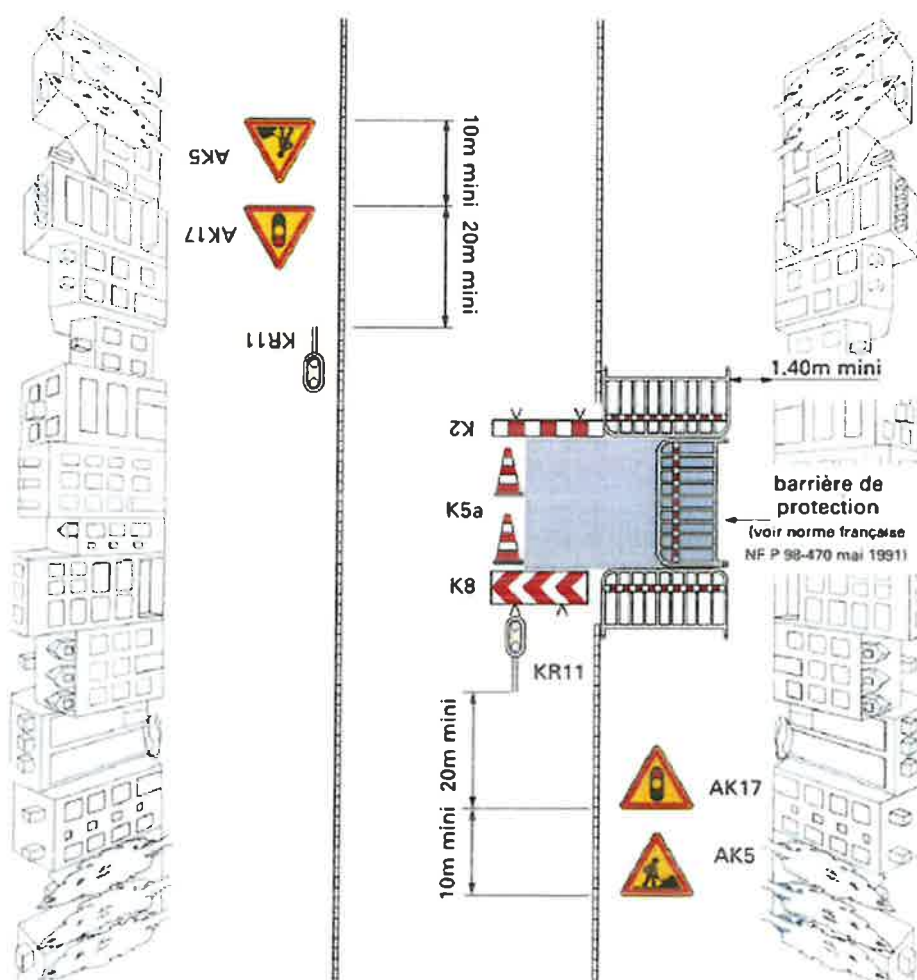 AK5
10m mini
AK17
20m mini
KR11
1.40m mini
K2
K5a
barrière de
protection
(voir norme française
NF P 98-470 mai 1991)
K8
KR11
20m mini
AK17
10m mini
AK5